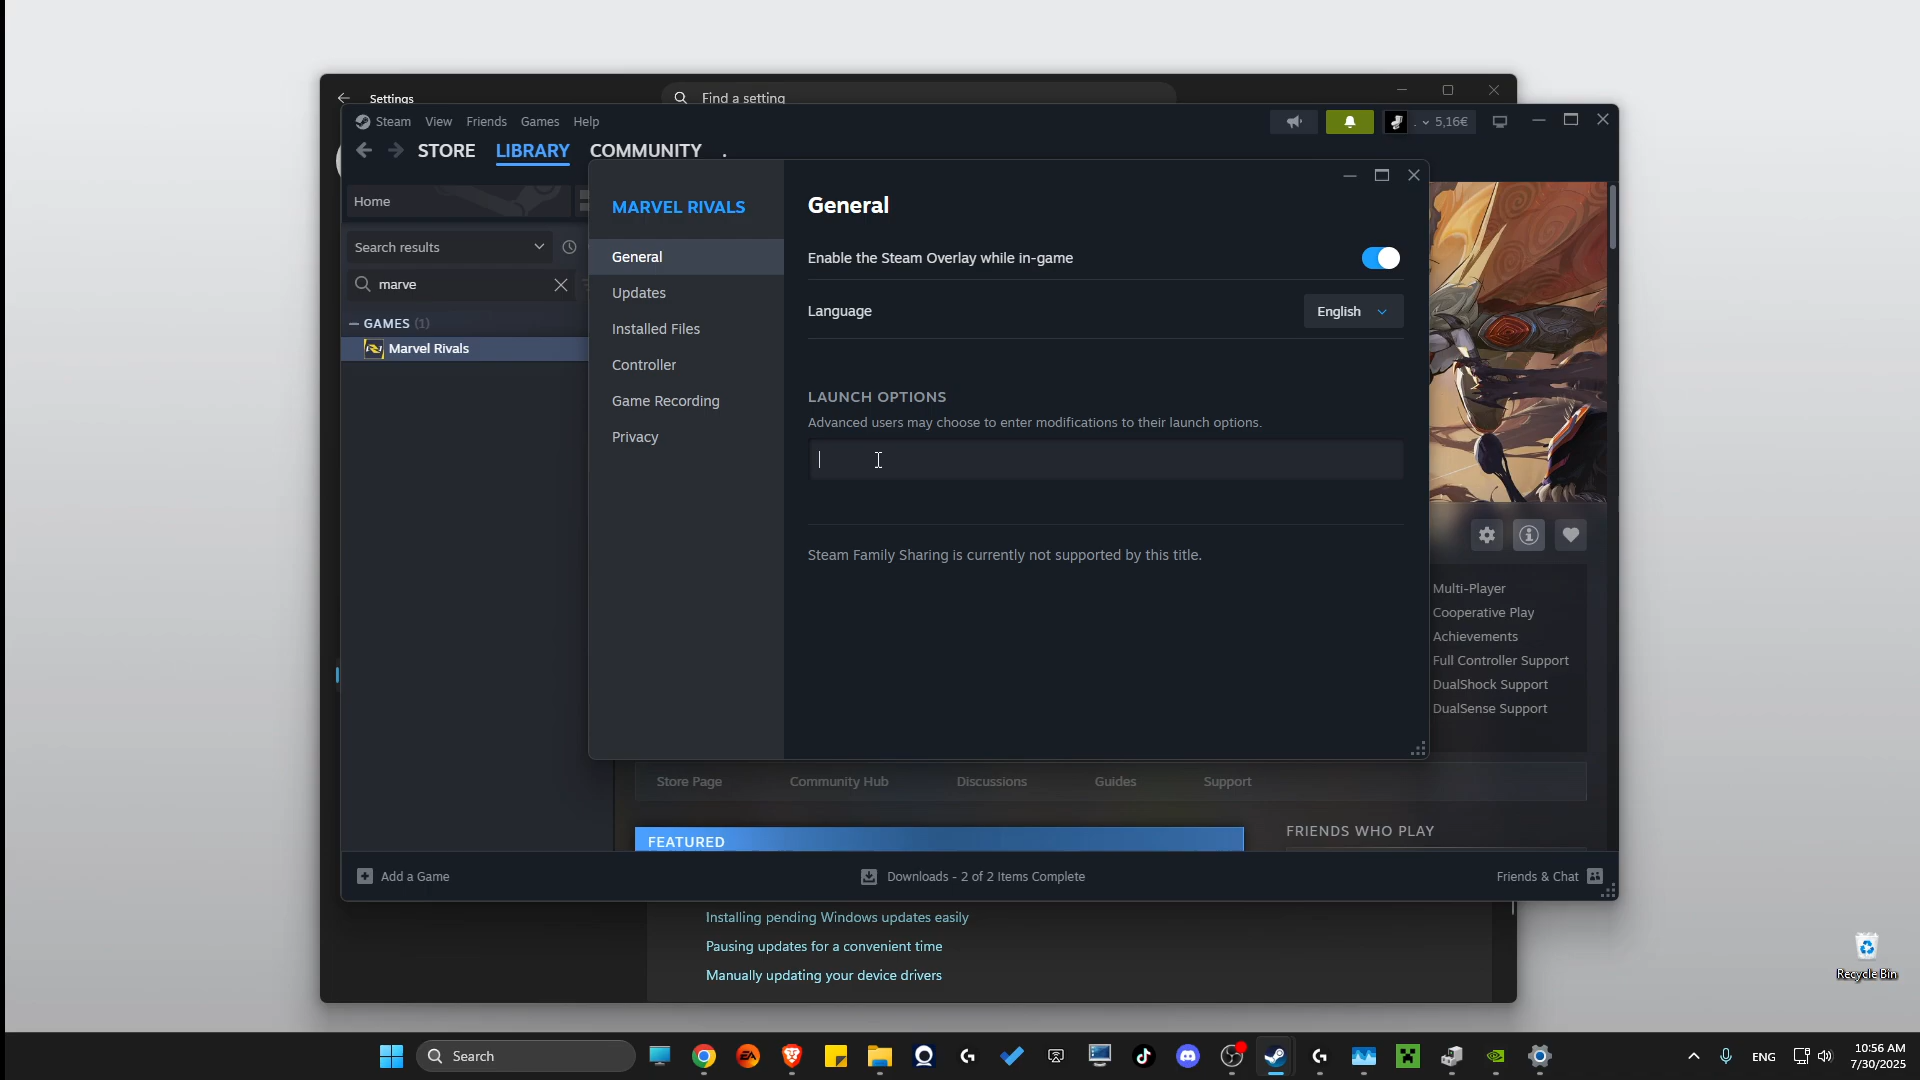 Settings
Find a setting
Steam View Friends Games Help
5,16€
STORE LIBRARY COMMUNITY .
Home
Search results
marve
GAMES (1)
Marvel Rivals
MARVEL RIVALS
General
Updates
Installed Files
Controller
Game Recording
Privacy
General
Enable the Steam Overlay while in-game
Language
English
LAUNCH OPTIONS
Advanced users may choose to enter modifications to their launch options.
Steam Family Sharing is currently not supported by this title.
Multi-Player
Cooperative Play
Achievements
Full Controller Support
DualShock Support
DualSense Support
Store Page Community Hub Discussions Guides Support
FEATURED
FRIENDS WHO PLAY
Add a Game
Downloads - 2 of 2 Items Complete
Friends & Chat
Installing pending Windows updates easily
Pausing updates for a convenient time
Manually updating your device drivers
Recycle Bin
Search
EA
ENG
10:56 AM
7/30/2025